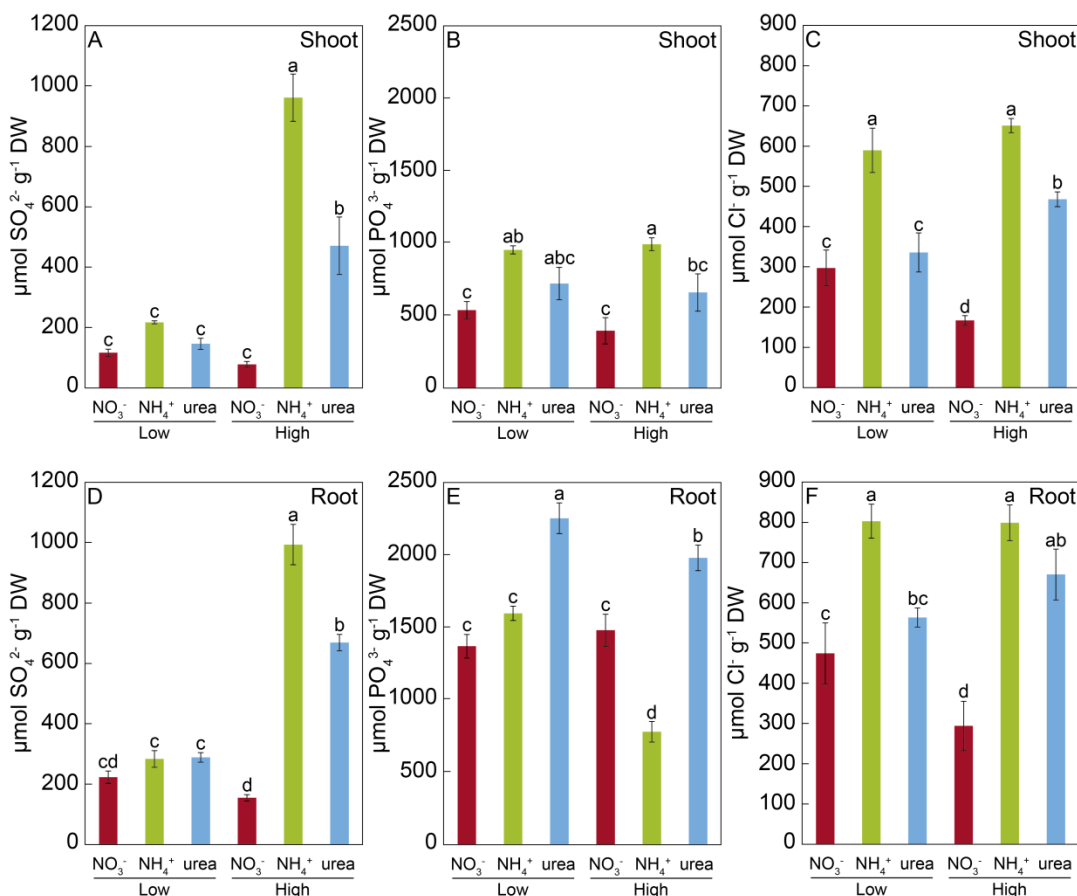 A Shoot
µmol SO₄²⁻ g⁻¹ DW
1200
1000
800
600
400
200
0
c c c c a b
NO₃⁻ NH₄⁺ urea NO₃⁻ NH₄⁺ urea
Low High
B Shoot
µmol PO₄³⁻ g⁻¹ DW
2500
2000
1500
1000
500
0
c ab abc c a bc
NO₃⁻ NH₄⁺ urea NO₃⁻ NH₄⁺ urea
Low High
C Shoot
µmol Cl⁻ g⁻¹ DW
900
800
700
600
500
400
300
200
100
0
c a c d a b
NO₃⁻ NH₄⁺ urea NO₃⁻ NH₄⁺ urea
Low High
D Root
µmol SO₄²⁻ g⁻¹ DW
1200
1000
800
600
400
200
0
cd c c d a b
NO₃⁻ NH₄⁺ urea NO₃⁻ NH₄⁺ urea
Low High
E Root
µmol PO₄³⁻ g⁻¹ DW
2500
2000
1500
1000
500
0
c c a c d b
NO₃⁻ NH₄⁺ urea NO₃⁻ NH₄⁺ urea
Low High
F Root
µmol Cl⁻ g⁻¹ DW
900
800
700
600
500
400
300
200
100
0
c a bc d a ab
NO₃⁻ NH₄⁺ urea NO₃⁻ NH₄⁺ urea
Low High